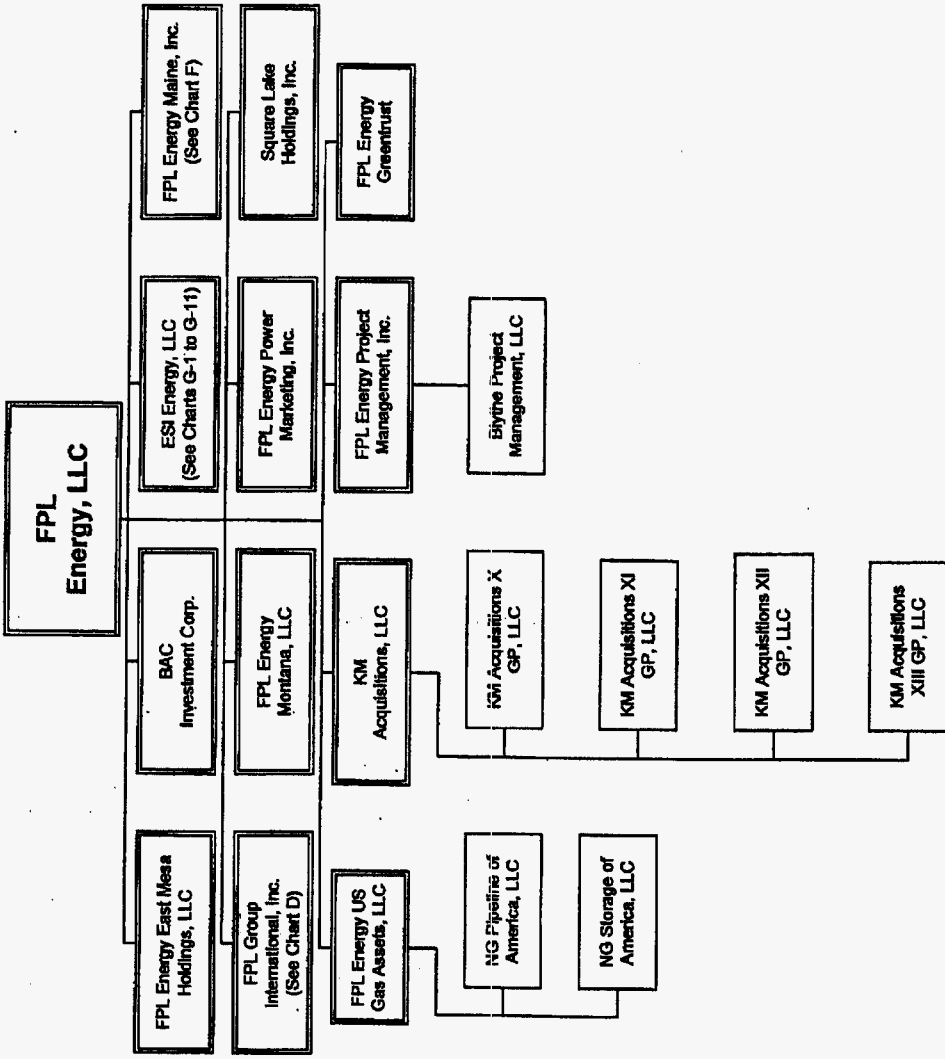 FPL
Energy, LLC
FPL Energy East Mesa
Holdings, LLC
BAC
Investment Corp.
ESI Energy, LLC
(See Charts G-1 to G-11)
FPL Energy Maine, Inc.
(See Chart F)
FPL Group
International, Inc.
(See Chart D)
FPL Energy
Montana, LLC
FPL Energy Power
Marketing, Inc.
Square Lake
Holdings, Inc.
FPL Energy US
Gas Assets, LLC
KM
Acquisitions, LLC
FPL Energy Project
Management, Inc.
FPL Energy
Greentrust
NG Pipeline of
America, LLC
NG Storage of
America, LLC
KM Acquisitions X
GP, LLC
KM Acquisitions XI
GP, LLC
KM Acquisitions XII
GP, LLC
KM Acquisitions
XIII GP, LLC
Blythe Project
Management, LLC